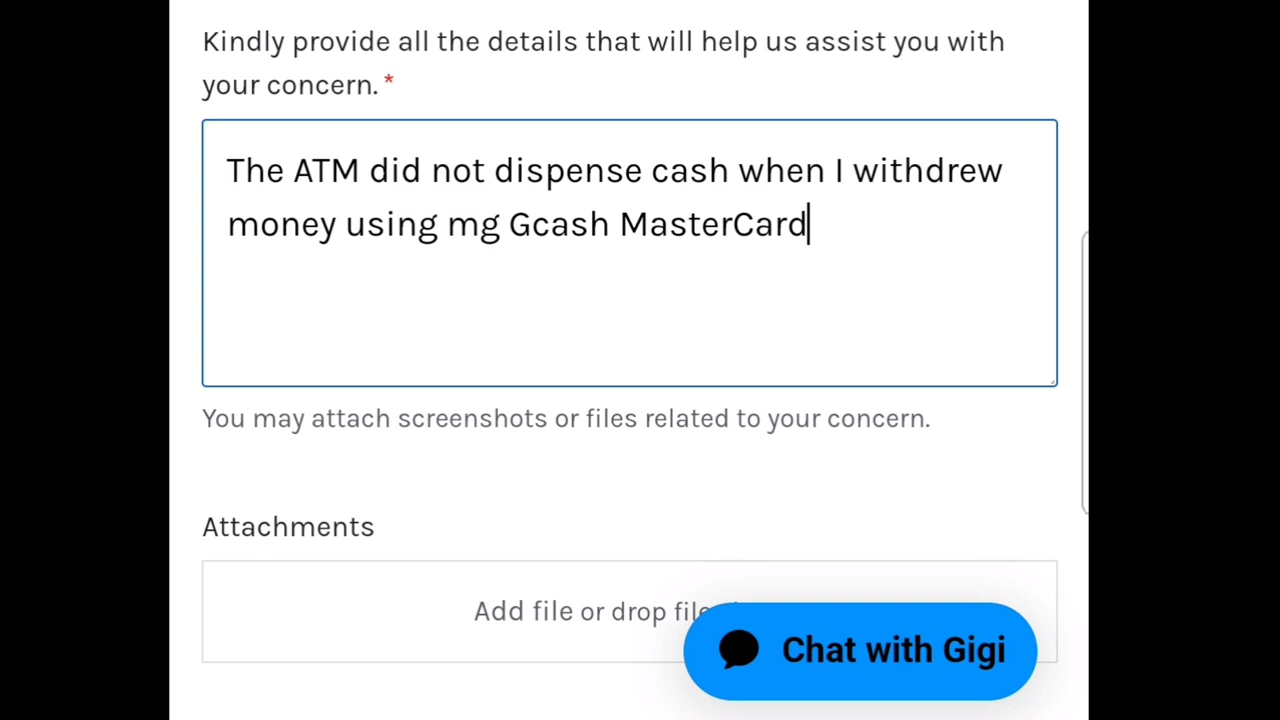 Kindly provide all the details that will help us assist you with
your concern. *
The ATM did not dispense cash when I withdrew
money using mg Gcash MasterCard
You may attach screenshots or files related to your concern.
Attachments
Add file or drop
Chat with Gigi